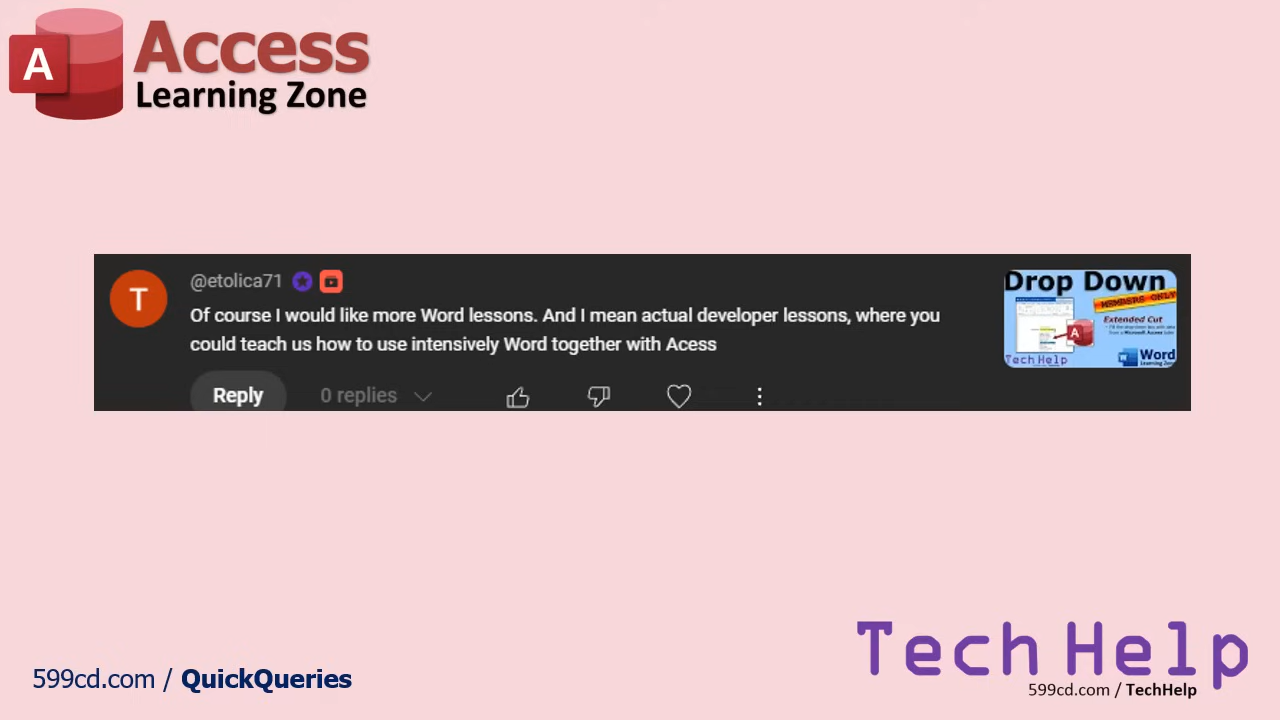 A
Access
Learning Zone
T
@etolica71
Of course I would like more Word lessons. And I mean actual developer lessons, where you
could teach us how to use intensively Word together with Acess
Reply
0 replies
Drop Down
MEMBERS ONLY
Extended Cut
Tech Help
A
Word
Learning Zone
599cd.com / QuickQueries
Tech Help
599cd.com / TechHelp